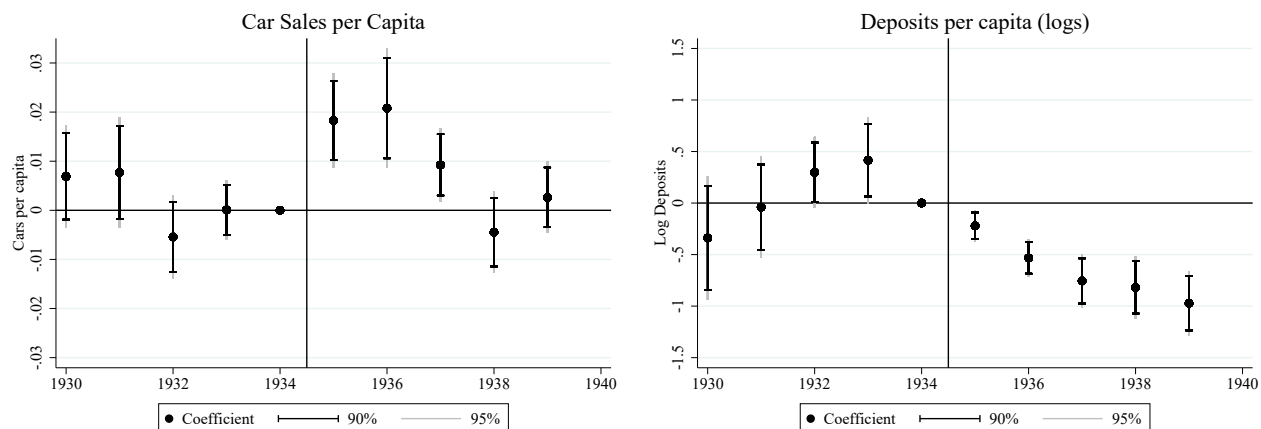 Car Sales per Capita
Cars per capita
.03
.02
.01
0
-.01
-.02
-.03
1930 1932 1934 1936 1938 1940
Coefficient 90% 95%
Deposits per capita (logs)
Log Deposits
1.5
1
.5
0
-.5
-1
-1.5
1930 1932 1934 1936 1938 1940
Coefficient 90% 95%